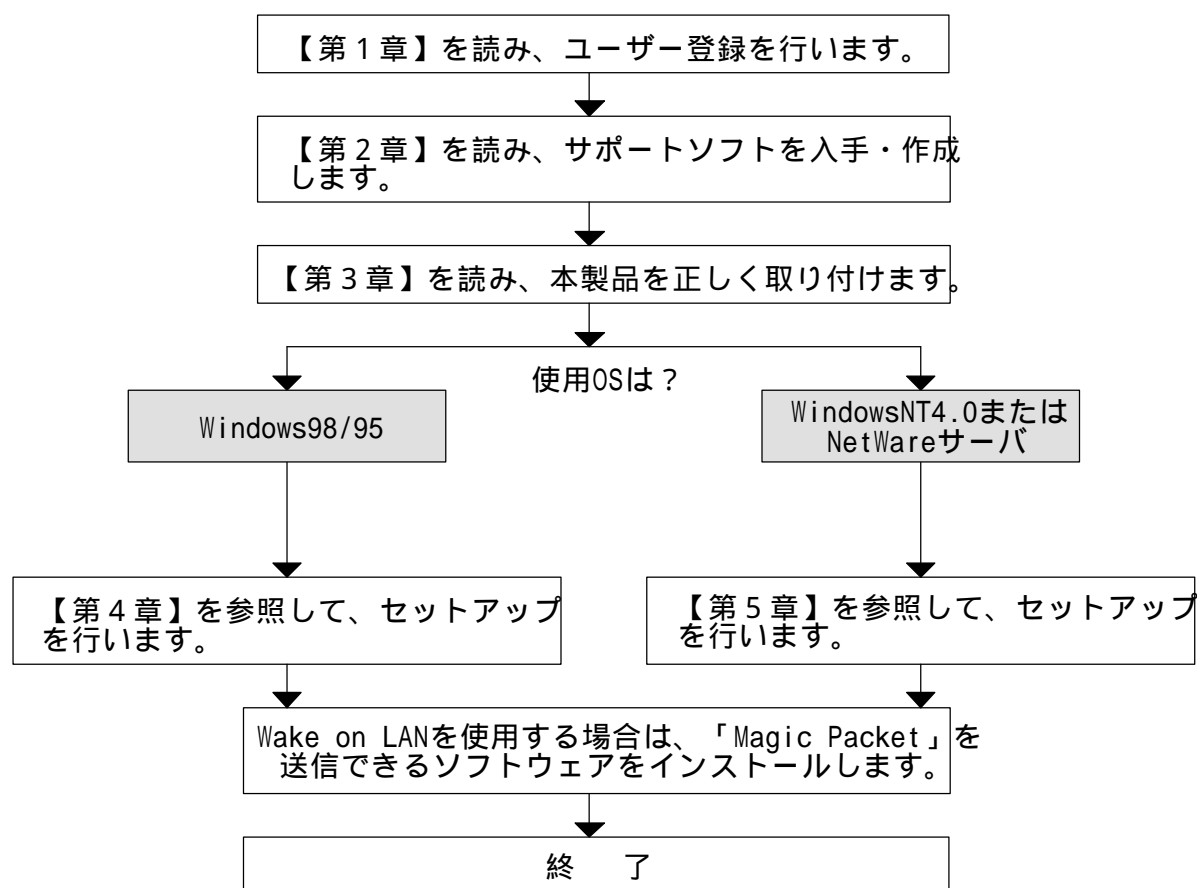 【第１章】を読み、ユーザー登録を行います。
【第２章】を読み、サポートソフトを入手・作成
します。
【第３章】を読み、本製品を正しく取り付けます。
使用OSは？
Windows98/95
WindowsNT4.0または
NetWareサーバ
【第４章】を参照して、セットアップ
を行います。
【第５章】を参照して、セットアップ
を行います。
Wake on LANを使用する場合は、「Magic Packet」を
送信できるソフトウェアをインストールします。
終　了